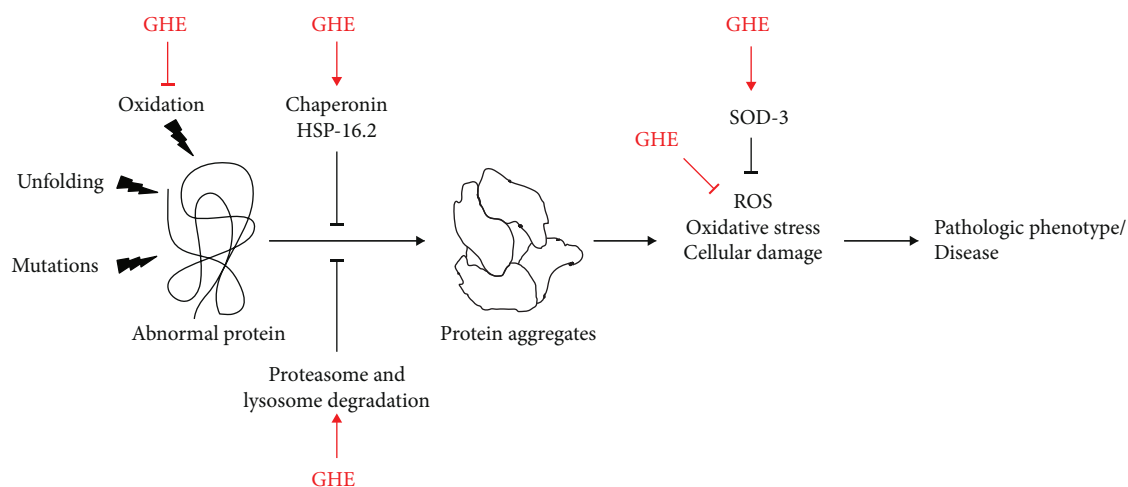 GHE
GHE
GHE
Oxidation
Chaperonin
HSP-16.2
SOD-3
GHE
Unfolding
ROS
Oxidative stress
Cellular damage
Pathologic phenotype/
Disease
Mutations
Abnormal protein
Protein aggregates
Proteasome and
lysosome degradation
GHE